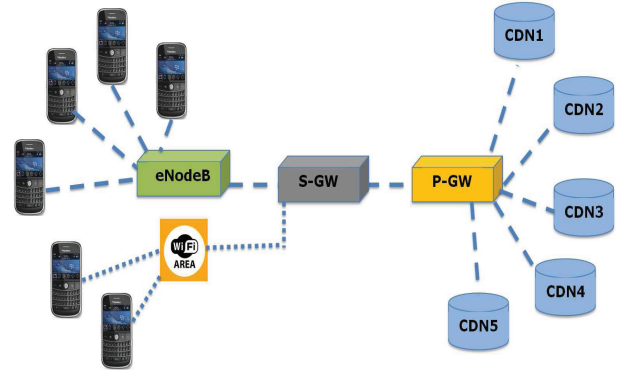 CDN1
CDN2
eNodeB
S-GW
P-GW
CDN3
WiFi
AREA
CDN4
CDN5